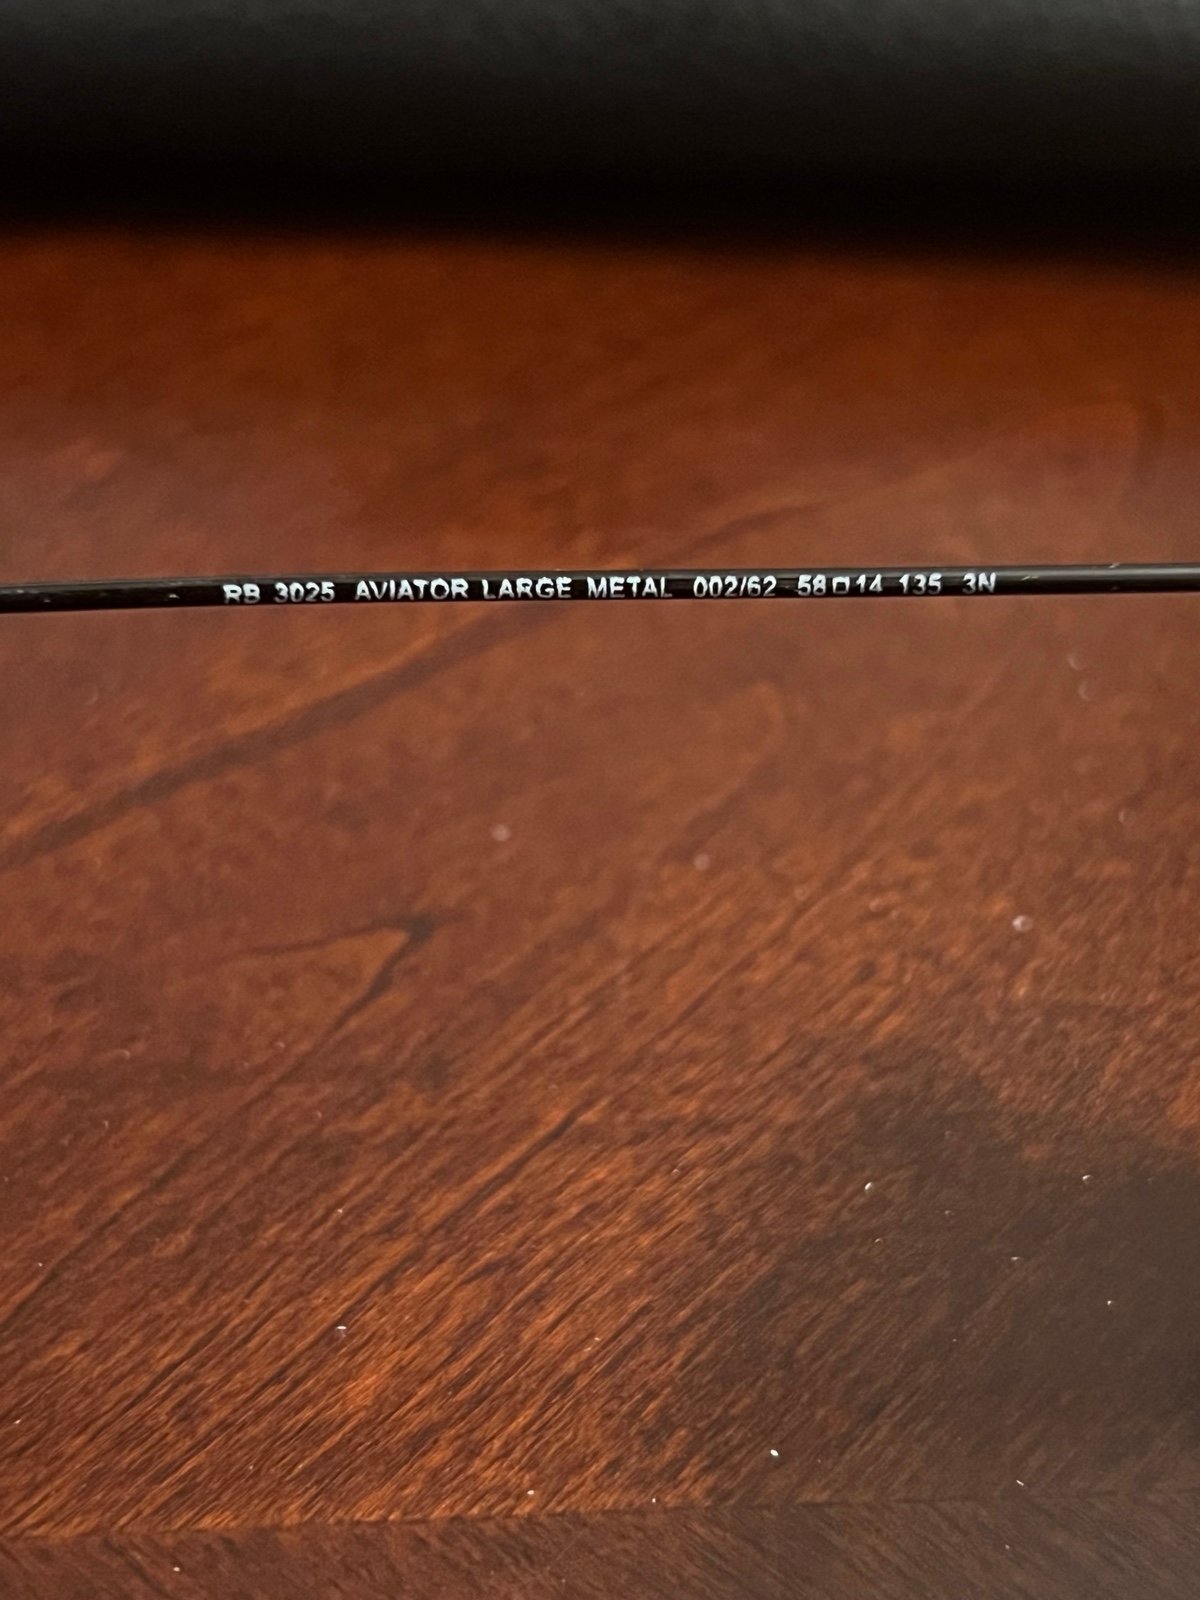 RB 3025 AVIATOR LARGE METAL 002/62 58□14 135 3N